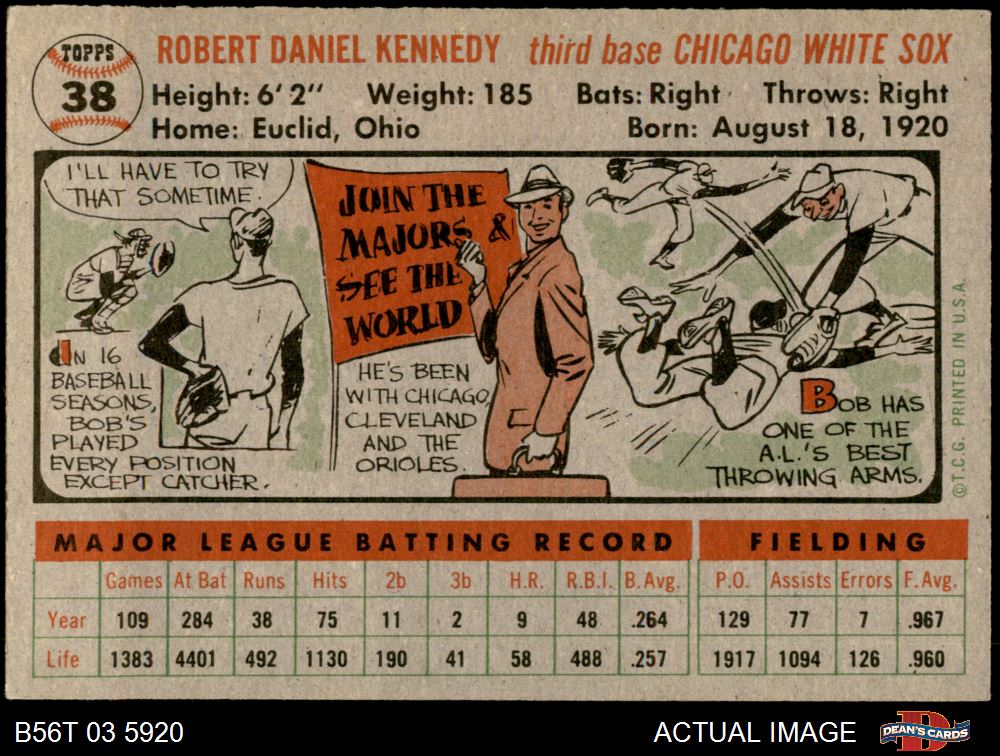 TOPPS
38
ROBERT DANIEL KENNEDY third base CHICAGO WHITE SOX
Height: 6' 2" Weight: 185 Bats: Right Throws: Right
Home: Euclid, Ohio Born: August 18, 1920
I'LL HAVE TO TRY
THAT SOMETIME.
IN 16
BASEBALL
SEASONS,
BOB'S
PLAYED
EVERY POSITION
EXCEPT CATCHER.
JOIN THE
MAJORS &
SEE THE
WORLD
HE'S BEEN
WITH CHICAGO,
CLEVELAND
AND THE
ORIOLES.
BOB HAS
ONE OF THE
A.L.'S BEST
THROWING ARMS.
©T.C.G. PRINTED IN U.S.A.
MAJOR LEAGUE BATTING RECORD FIELDING
Games At Bat Runs Hits 2b 3b H.R. R.B.I. B.Avg. P.O. Assists Errors F.Avg.
Year 109 284 38 75 11 2 9 48 .264 129 77 7 .967
Life 1383 4401 492 1130 190 41 58 488 .257 1917 1094 126 .960
B56T 03 5920 ACTUAL IMAGE DEAN'S CARDS